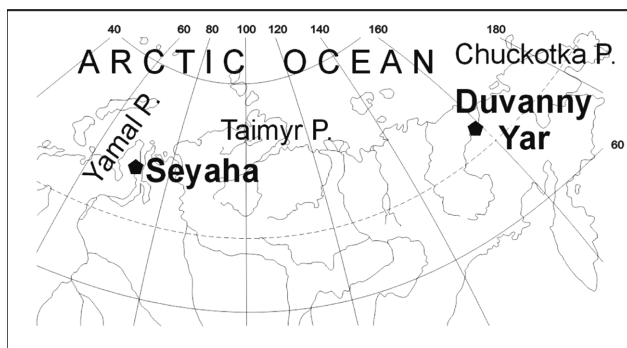 40 60 80 100 120 140 160 180
ARCTIC OCEAN
Chuckotka P.
Duvanny
Yar
60
Taimyr P.
Yamal P.
Seyaha